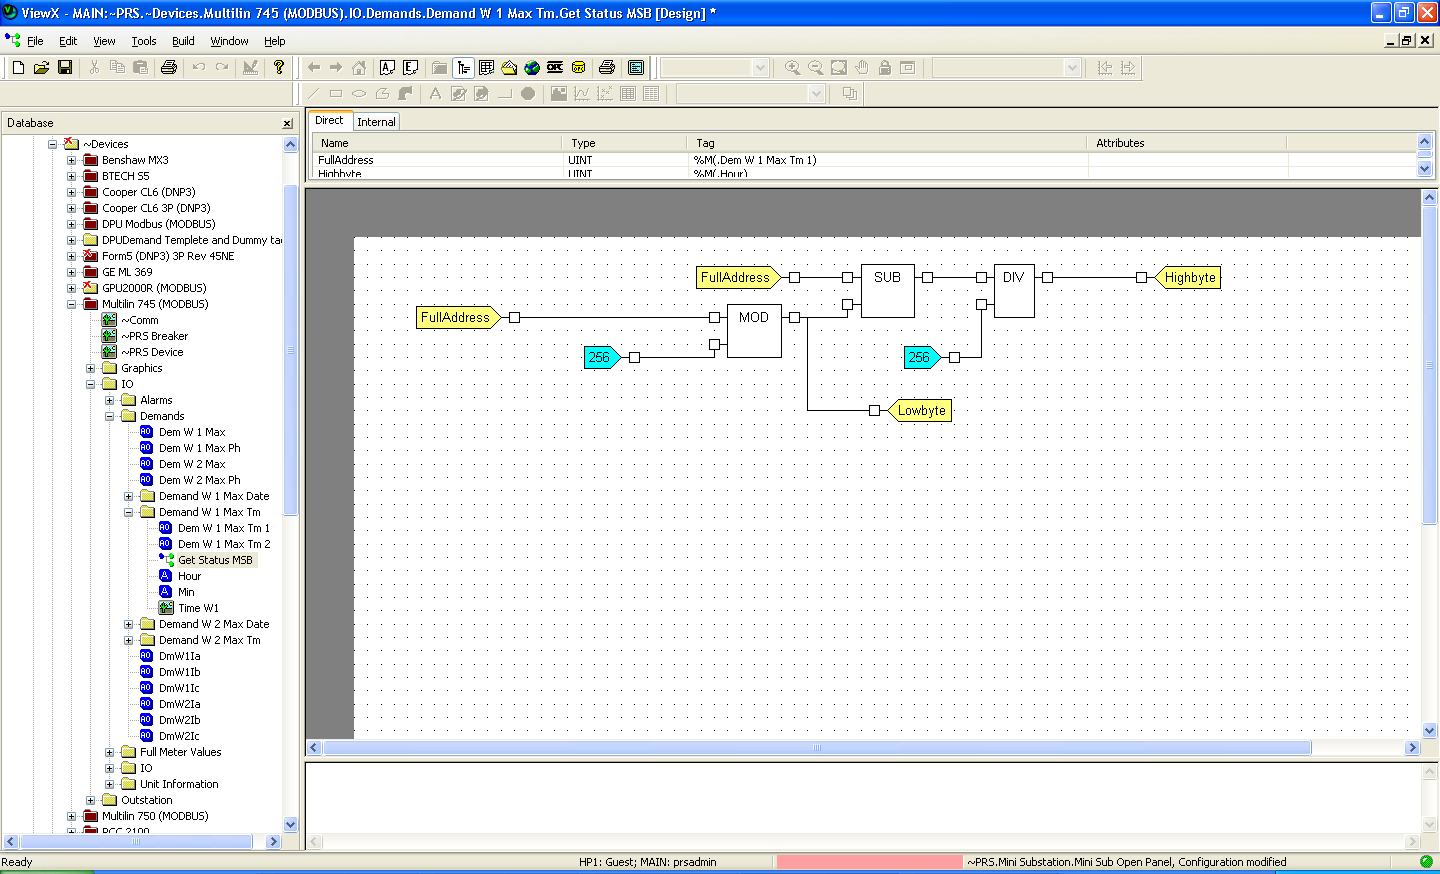 ViewX - MAIN:~PRS.~Devices.Multilin 745 (MODBUS).IO.Demands.Demand W 1 Max Tm.Get Status MSB [Design] *
File Edit View Tools Build Window Help
Database
~Devices
Benshaw MX3
BTECH S5
Cooper CL6 (DNP3)
Cooper CL6 3P (DNP3)
DPU Modbus (MODBUS)
DPUDemand Templete and Dummy ta
Form5 (DNP3) 3P Rev 45NE
GE ML 369
GPU2000R (MODBUS)
Multilin 745 (MODBUS)
~Comm
~PRS Breaker
~PRS Device
Graphics
IO
Alarms
Demands
Dem W 1 Max
Dem W 1 Max Ph
Dem W 2 Max
Dem W 2 Max Ph
Demand W 1 Max Date
Demand W 1 Max Tm
Dem W 1 Max Tm 1
Dem W 1 Max Tm 2
Get Status MSB
Hour
Min
Time W1
Demand W 2 Max Date
Demand W 2 Max Tm
DmW1Ia
DmW1Ib
DmW1Ic
DmW2Ia
DmW2Ib
DmW2Ic
Full Meter Values
IO
Unit Information
Outstation
Multilin 750 (MODBUS)
PCC 2100
Direct Internal
Name Type Tag Attributes
FullAddress UINT %M(.Dem W 1 Max Tm 1)
Highbyte UINT %M(.Hour)
FullAddress SUB DIV Highbyte
FullAddress MOD
256 256
Lowbyte
Ready HP1: Guest; MAIN: prsadmin ~PRS.Mini Substation.Mini Sub Open Panel, Configuration modified